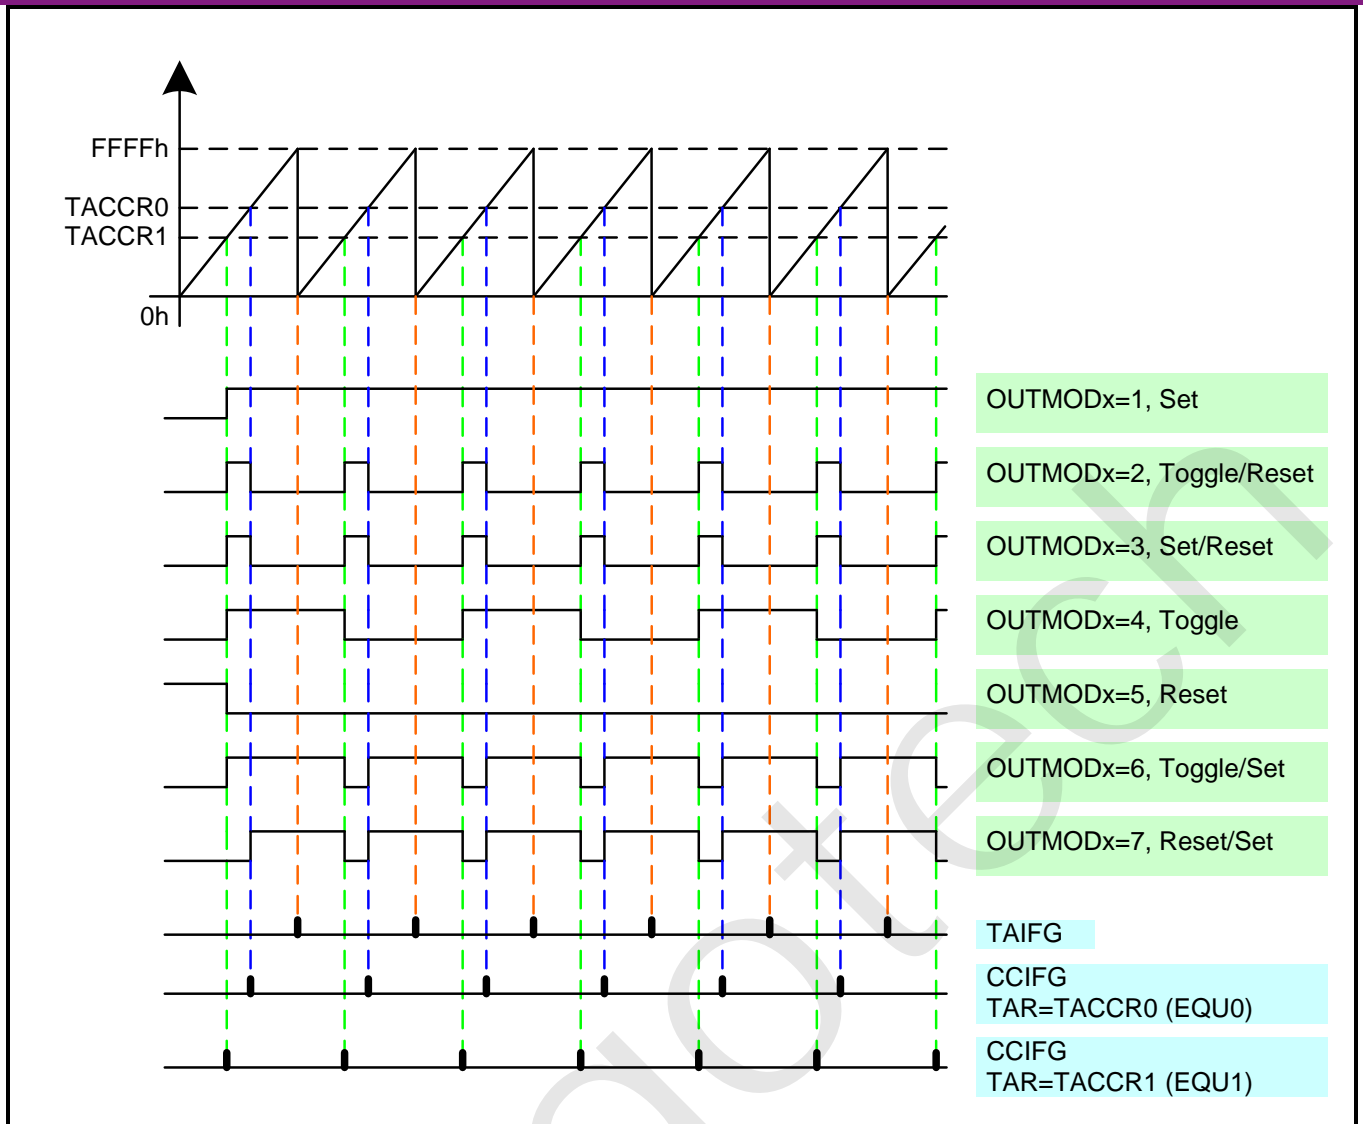 FFFFh
TACCR0
TACCR1
0h
OUTMODx=1, Set
OUTMODx=2, Toggle/Reset
OUTMODx=3, Set/Reset
OUTMODx=4, Toggle
OUTMODx=5, Reset
OUTMODx=6, Toggle/Set
OUTMODx=7, Reset/Set
TAIFG
CCIFG
TAR=TACCR0 (EQU0)
CCIFG
TAR=TACCR1 (EQU1)